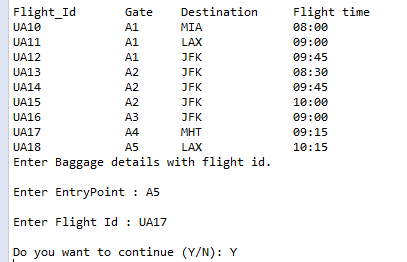 Flight_Id Gate Destination Flight time
UA10 A1 MIA 08:00
UA11 A1 LAX 09:00
UA12 A1 JFK 09:45
UA13 A2 JFK 08:30
UA14 A2 JFK 09:45
UA15 A2 JFK 10:00
UA16 A3 JFK 09:00
UA17 A4 MHT 09:15
UA18 A5 LAX 10:15
Enter Baggage details with flight id.
Enter EntryPoint : A5
Enter Flight Id : UA17
Do you want to continue (Y/N): Y